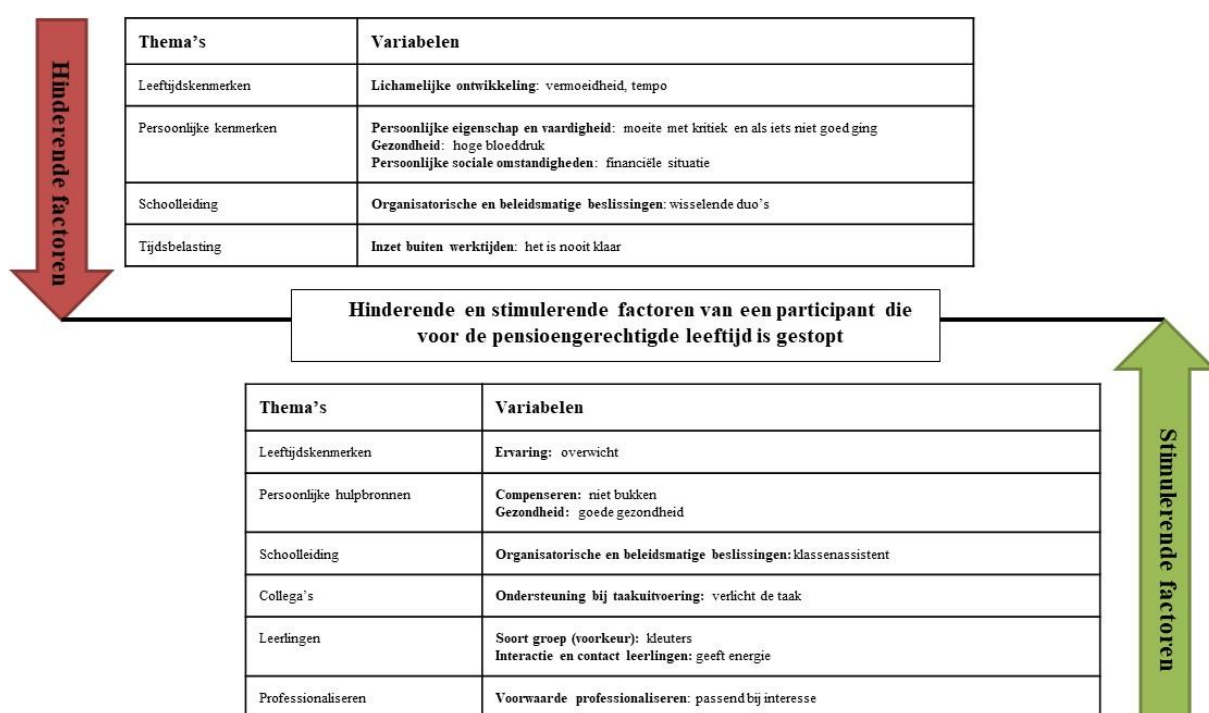 Hinderende factoren
Thema's Variabelen
Leeftijdskenmerken Lichamelijke ontwikkeling: vermoeidheid, tempo
Persoonlijke kenmerken Persoonlijke eigenschap en vaardigheid: moeite met kritiek en als iets niet goed ging
Gezondheid: hoge bloeddruk
Persoonlijke sociale omstandigheden: financiële situatie
Schoolleiding Organisatorische en beleidsmatige beslissingen: wisselende duo's
Tijdsbelasting Inzet buiten werktijden: het is nooit klaar
Hinderende en stimulerende factoren van een participant die
voor de pensioengerechtigde leeftijd is gestopt
Thema's Variabelen
Leeftijdskenmerken Ervaring: overwicht
Persoonlijke hulpbronnen Compenseren: niet bukken
Gezondheid: goede gezondheid
Schoolleiding Organisatorische en beleidsmatige beslissingen: klassenassistent
Collega's Ondersteuning bij taakuitvoering: verlicht de taak
Leerlingen Soort groep (voorkeur): kleuters
Interactie en contact leerlingen: geeft energie
Professionaliseren Voorwaarde professionaliseren: passend bij interesse
Stimulerende factoren